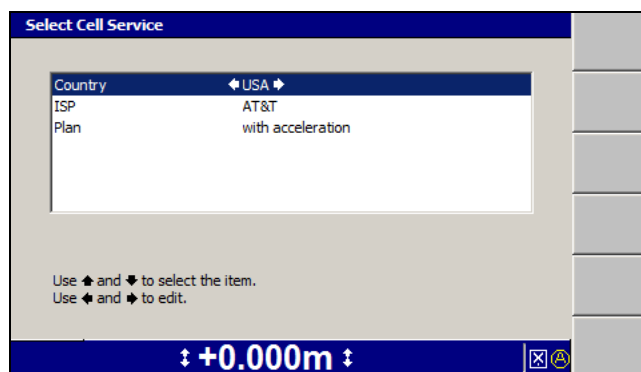 Select Cell Service
Country USA
ISP AT&T
Plan with acceleration
Use ⬆ and ⬇ to select the item.
Use ⬅ and ➡ to edit.
+0.000m
A